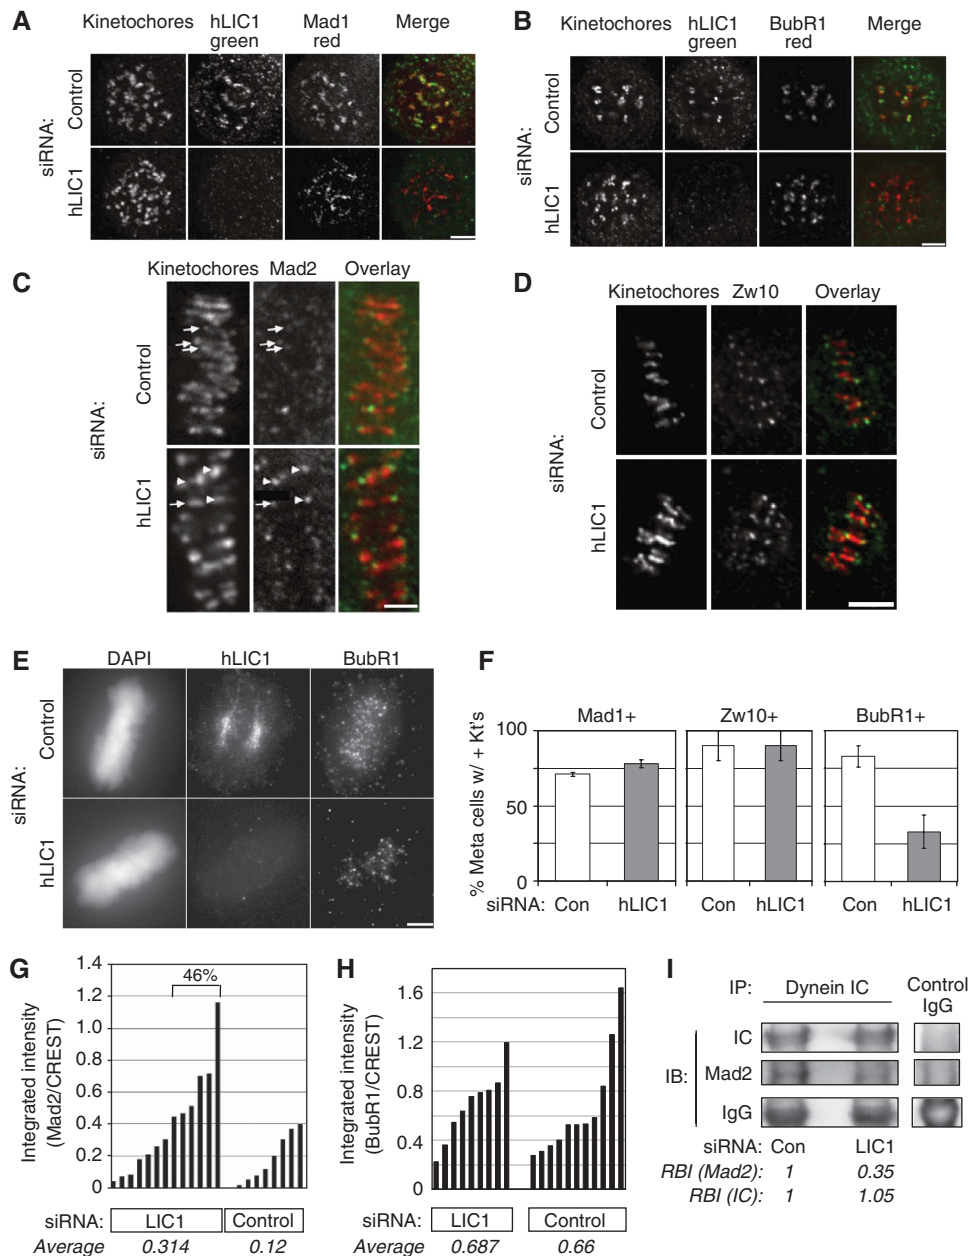 A
Kinetochores hLIC1 Mad1 Merge
green red
siRNA:
Control
hLIC1
B
Kinetochores hLIC1 BubR1 Merge
green red
siRNA:
Control
hLIC1
C
Kinetochores Mad2 Overlay
siRNA:
Control
hLIC1
D
Kinetochores Zw10 Overlay
siRNA:
Control
hLIC1
E
DAPI hLIC1 BubR1
siRNA:
Control
hLIC1
F
Mad1+ Zw10+ BubR1+
% Meta cells w/ + Kt's
100
50
0
siRNA: Con hLIC1 Con hLIC1 Con hLIC1
G
Integrated intensity
(Mad2/CREST)
1.4
1.2
1.0
0.8
0.6
0.4
0.2
0
46%
siRNA: LIC1 Control
Average 0.314 0.12
H
Integrated intensity
(BubR1/CREST)
1.6
1.2
0.8
0.4
0
siRNA: LIC1 Control
Average 0.687 0.66
I
IP: Dynein IC Control
IgG
IB:
IC
Mad2
IgG
siRNA: Con LIC1
RBI (Mad2): 1 0.35
RBI (IC): 1 1.05